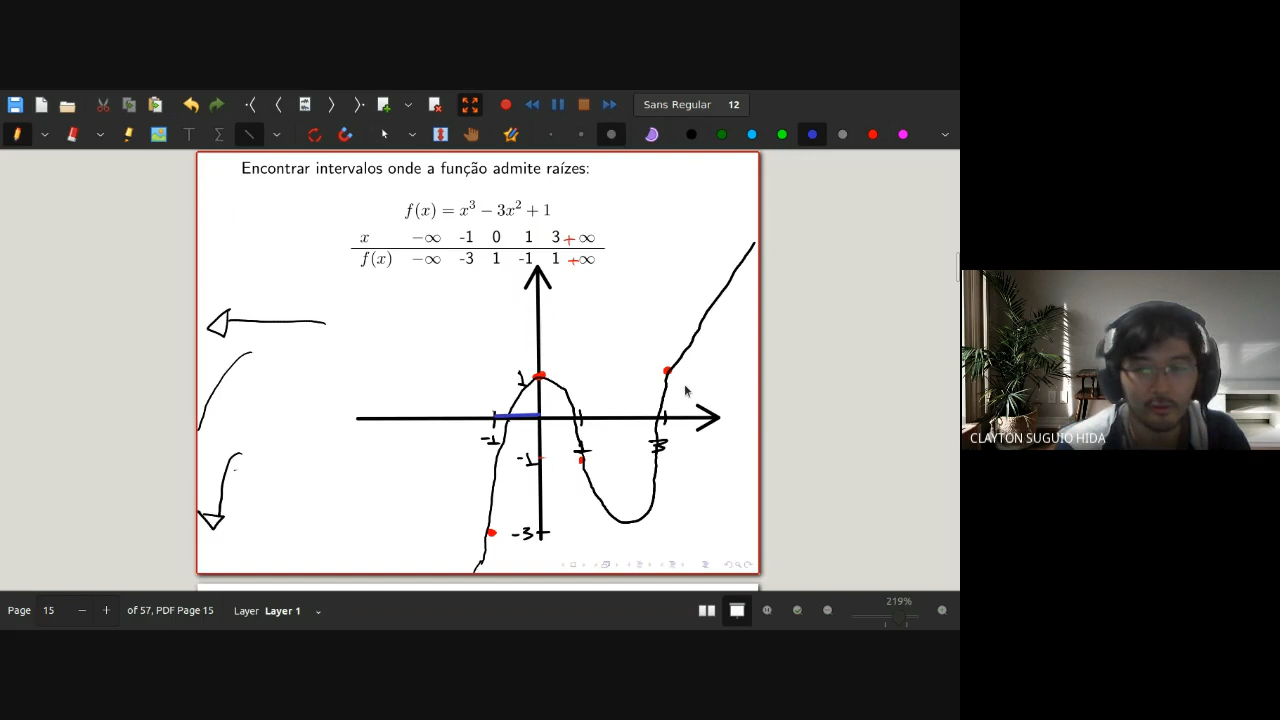 Sans Regular 12
Encontrar intervalos onde a função admite raízes:
f(x) = x³ − 3x² + 1
x −∞ -1 0 1 3 +∞
f(x) −∞ -3 1 -1 1 +∞
1
-1 1 3
-1
-3
CLAYTON SUGUIO HIDA
Page 15 − + of 57, PDF Page 15 Layer Layer 1 219%